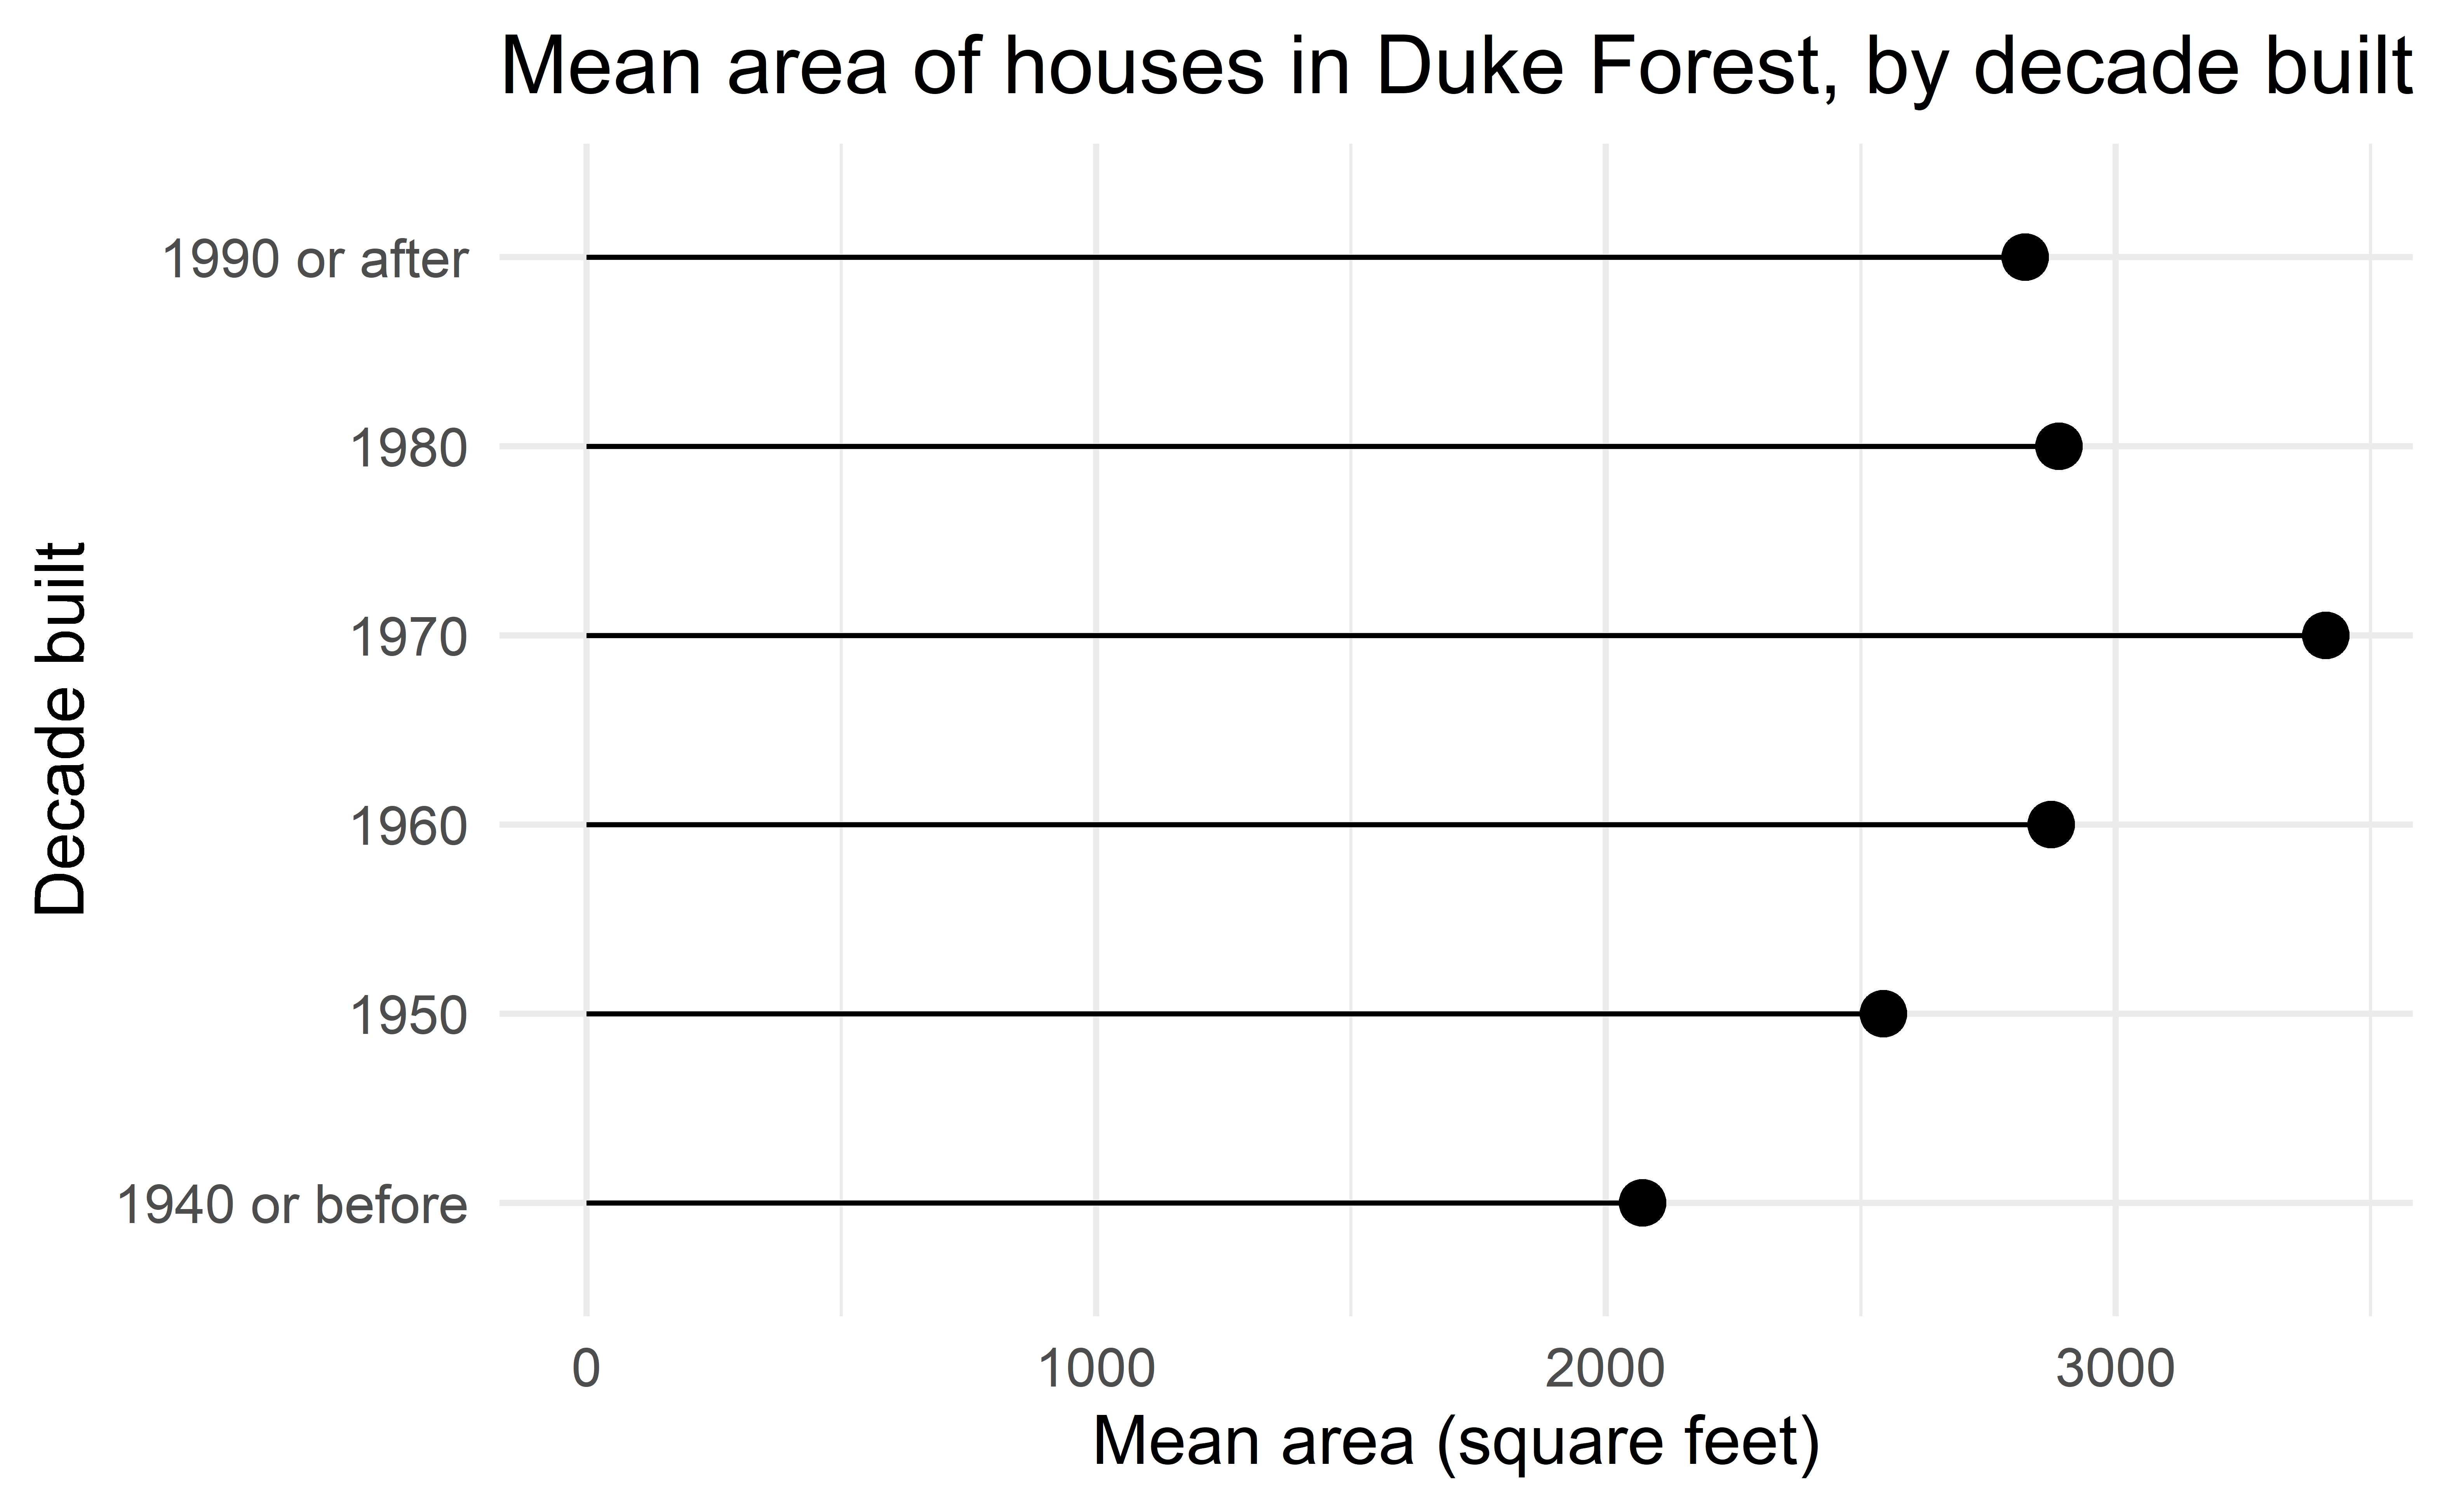 Mean area of houses in Duke Forest, by decade built
Decade built
1990 or after
1980
1970
1960
1950
1940 or before
0 1000 2000 3000
Mean area (square feet)